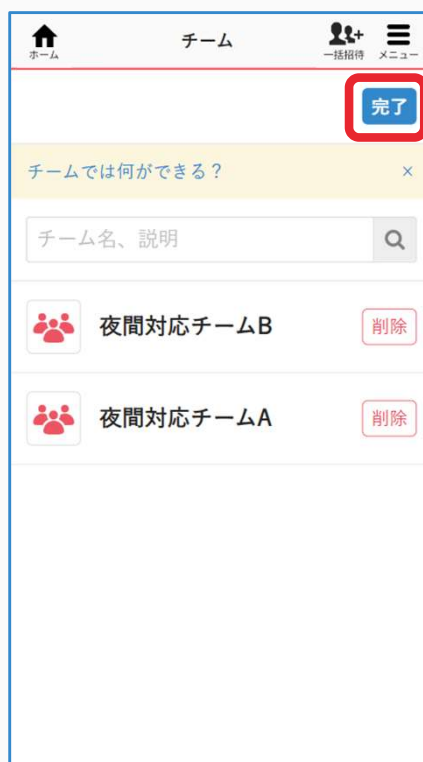 チーム
ホーム
一括招待
メニュー
完了
チームでは何ができる？ ×
チーム名、説明
夜間対応チームB 削除
夜間対応チームA 削除